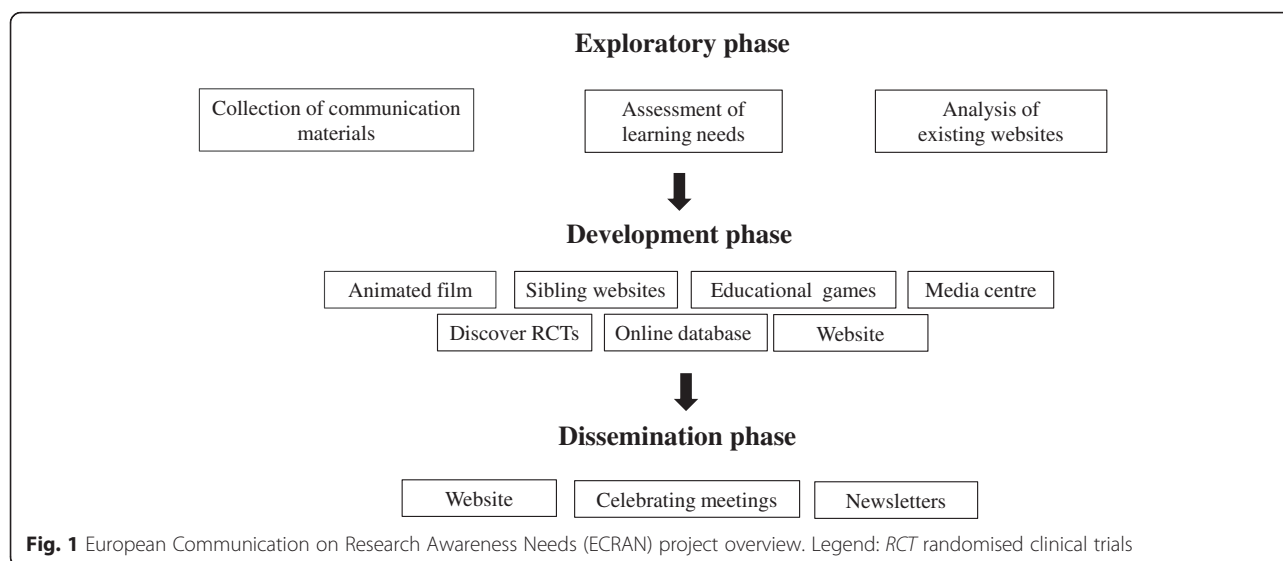 Exploratory phase
Collection of communication materials
Assessment of learning needs
Analysis of existing websites
Development phase
Animated film
Sibling websites
Educational games
Media centre
Discover RCTs
Online database
Website
Dissemination phase
Website
Celebrating meetings
Newsletters
Fig. 1 European Communication on Research Awareness Needs (ECRAN) project overview. Legend: RCT randomised clinical trials